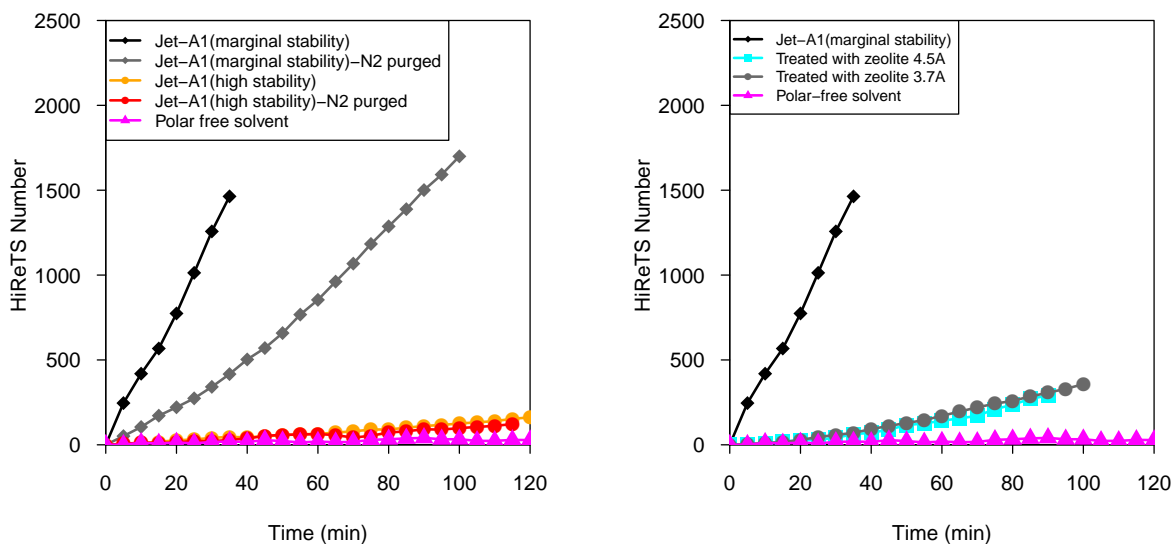 2500
2000
1500
1000
500
0
HiReTS Number
Jet−A1(marginal stability)
Jet−A1(marginal stability)−N2 purged
Jet−A1(high stability)
Jet−A1(high stability)−N2 purged
Polar free solvent
0 20 40 60 80 100 120
Time (min)
2500
2000
1500
1000
500
0
HiReTS Number
Jet−A1(marginal stability)
Treated with zeolite 4.5A
Treated with zeolite 3.7A
Polar−free solvent
0 20 40 60 80 100 120
Time (min)